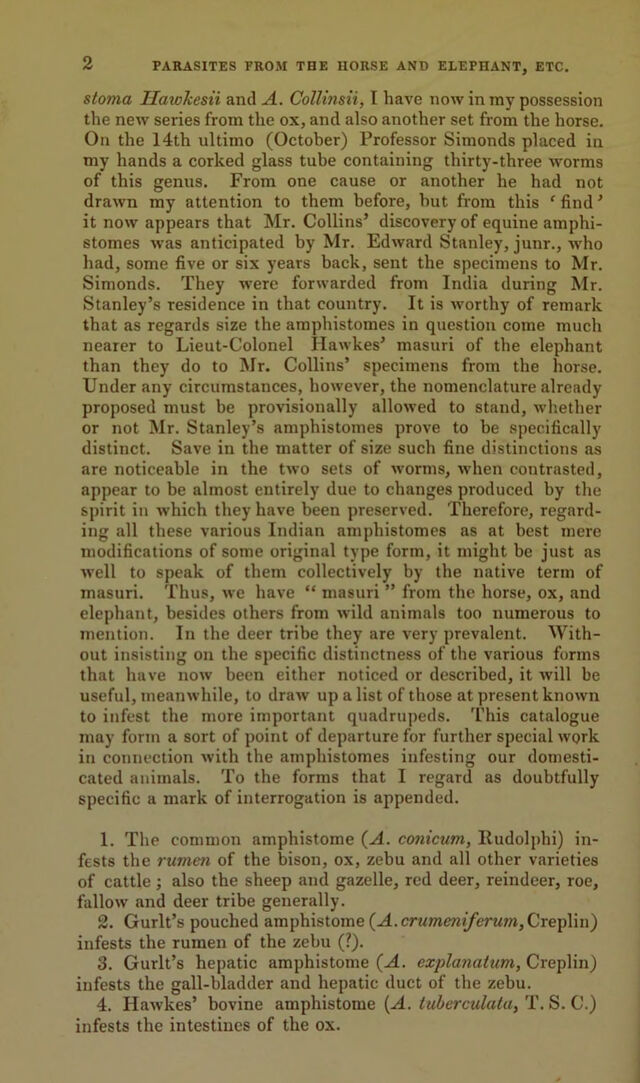 2 PARASITES FROM THE HORSE AND ELEPHANT, ETC.
stoma Hawkesii and A. Collinsii, I have now in my possession
the new series from the ox, and also another set from the horse.
On the 14th ultimo (October) Professor Simonds placed in
my hands a corked glass tube containing thirty-three worms
of this genus. From one cause or another he had not
drawn my attention to them before, but from this ‘find’
it now appears that Mr. Collins’ discovery of equine amphi-
stomes was anticipated by Mr. Edward Stanley, junr., who
had, some five or six years back, sent the specimens to Mr.
Simonds. They were forwarded from India during Mr.
Stanley’s residence in that country. It is worthy of remark
that as regards size the amphistomes in question come much
nearer to Lieut-Colonel Hawkes’ masuri of the elephant
than they do to Mr. Collins’ specimens from the horse.
Under any circumstances, however, the nomenclature already
proposed must be provisionally allowed to stand, whether
or not Mr. Stanley’s amphistomes prove to be specifically
distinct. Save in the matter of size such fine distinctions as
are noticeable in the two sets of worms, when contrasted,
appear to be almost entirely due to changes produced by the
spirit in which they have been preserved. Therefore, regard-
ing all these various Indian amphistomes as at best mere
modifications of some original type form, it might be just as
well to speak of them collectively by the native term of
masuri. Thus, we have “ masuri ” from the horse, ox, and
elephant, besides others from wild animals too numerous to
mention. In the deer tribe they are very prevalent. With-
out insisting on the specific distinctness of the various forms
that have now been either noticed or described, it will be
useful, meanwhile, to draw up a list of those at present known
to infest the more important quadrupeds. This catalogue
may form a sort of point of departure for further special work
in connection with the amphistomes infesting our domesti-
cated animals. To the forms that I regard as doubtfully
specific a mark of interrogation is appended.
1. The common amphistome (A. conicum, Rudolphi) in-
fests the rumen of the bison, ox, zebu and all other varieties
of cattle ; also the sheep and gazelle, red deer, reindeer, roe,
fallow and deer tribe generally.
2. Gurlt’s pouched amphistome (A. crumeniferum, Creplin)
infests the rumen of the zebu (?).
3. Gurlt’s hepatic amphistome (A. explanatum, Creplin)
infests the gall-bladder and hepatic duct of the zebu.
4. Hawkes’ bovine amphistome (A. tuberculata, T. S. C.)
infests the intestines of the ox.